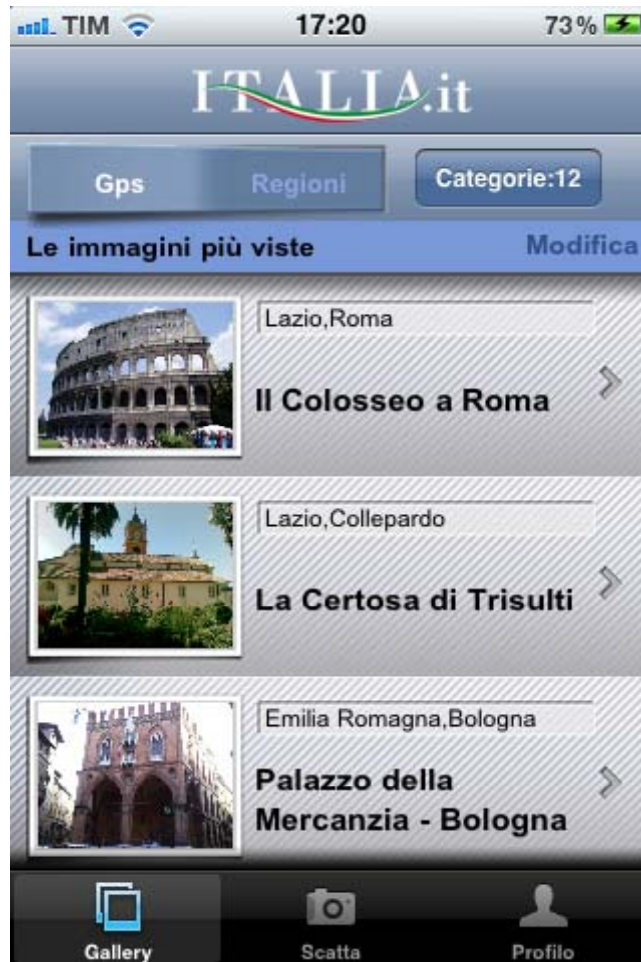 TIM 17:20 73%
ITALIA.it
Gps Regioni Categorie:12
Le immagini più viste Modifica
Lazio,Roma
Il Colosseo a Roma
Lazio,Collepardo
La Certosa di Trisulti
Emilia Romagna,Bologna
Palazzo della
Mercanzia - Bologna
Gallery Scatta Profilo